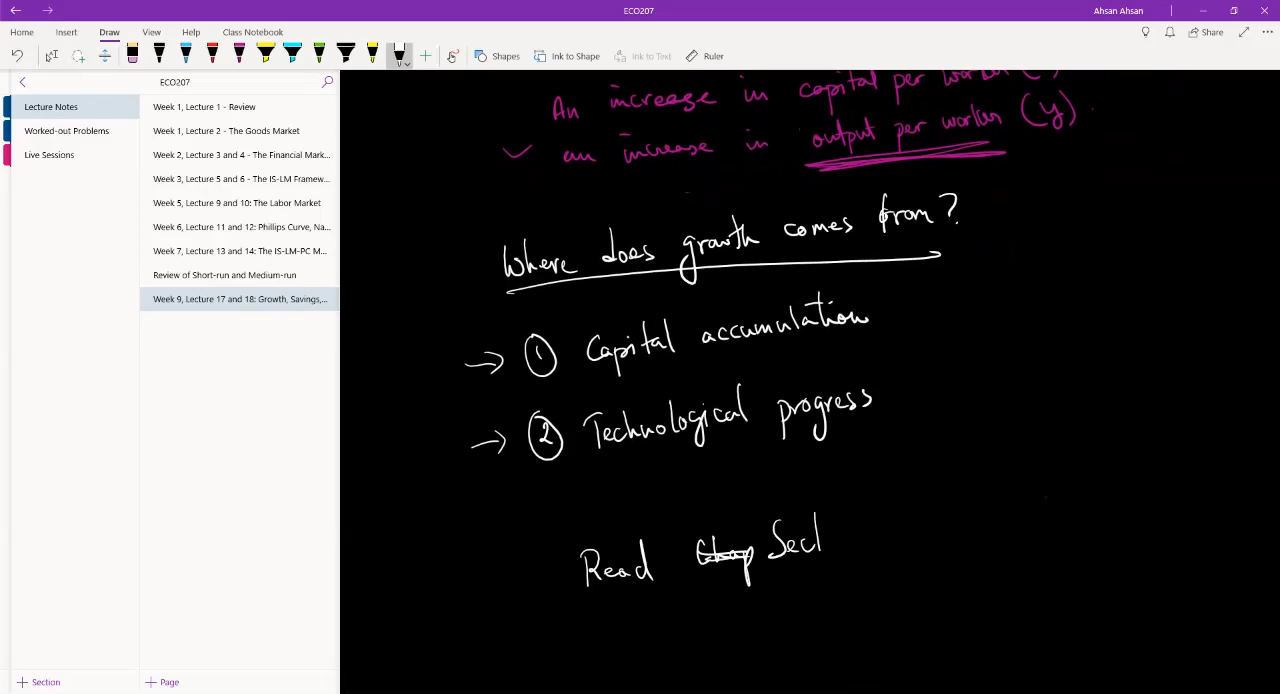 ECO207
Ahsan Ahsan
Home Insert Draw View Help Class Notebook
Share
Shapes Ink to Shape Ink to Text Ruler
ECO207
Lecture Notes
Worked-out Problems
Live Sessions
Week 1, Lecture 1 - Review
Week 1, Lecture 2 - The Goods Market
Week 2, Lecture 3 and 4 - The Financial Mark...
Week 3, Lecture 5 and 6 - The IS-LM Framew...
Week 5, Lecture 9 and 10: The Labor Market
Week 6, Lecture 11 and 12: Phillips Curve, Na...
Week 7, Lecture 13 and 14: The IS-LM-PC M...
Review of Short-run and Medium-run
Week 9, Lecture 17 and 18: Growth, Savings,...
+ Section
+ Page
An increase in capital per worker
an increase in output per worker (y)
Where does growth comes from?
→ ① Capital accumulation
→ ② Technological progress
Read Sec